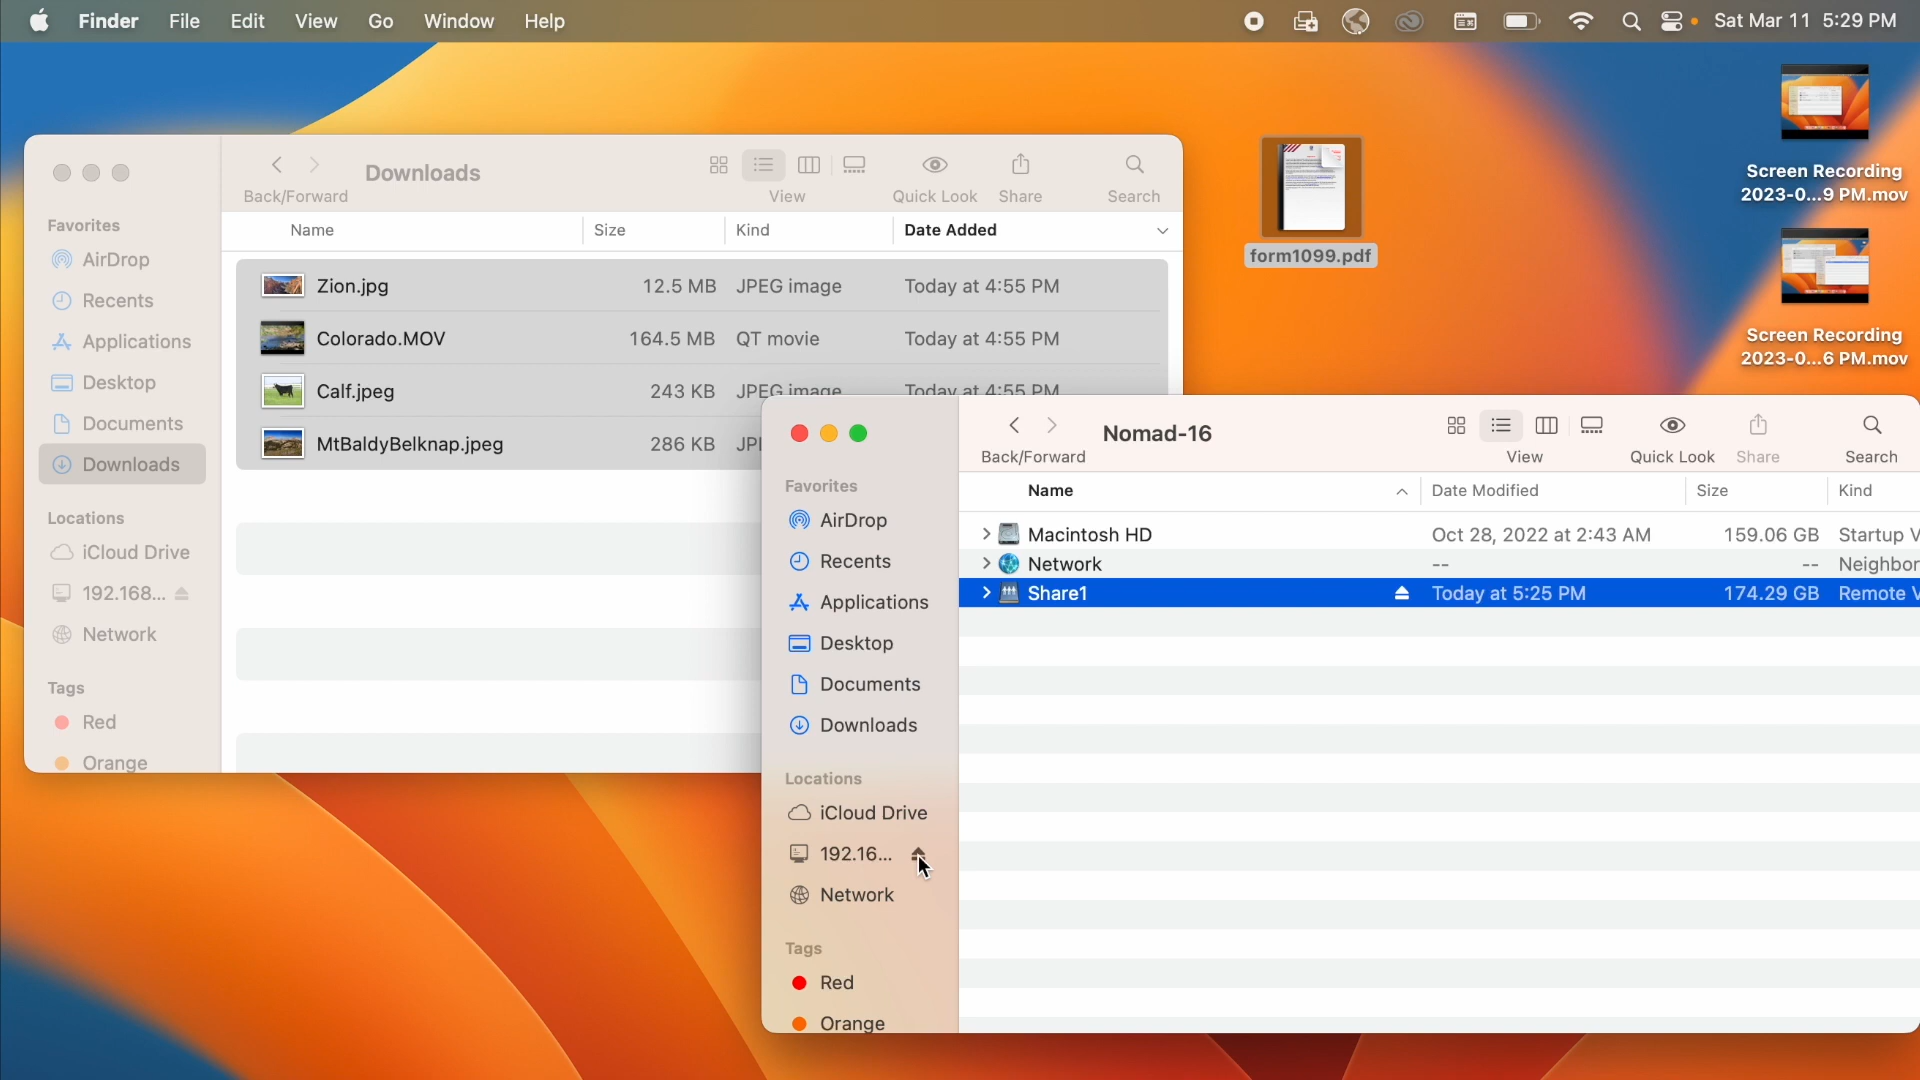 Finder File Edit View Go Window Help Sat Mar 11 5:29 PM
Downloads
Back/Forward View Quick Look Share Search
Favorites
AirDrop
Recents
Applications
Desktop
Documents
Downloads
Locations
iCloud Drive
192.168...
Network
Tags
Red
Orange
Name Size Kind Date Added
Zion.jpg 12.5 MB JPEG image Today at 4:55 PM
Colorado.MOV 164.5 MB QT movie Today at 4:55 PM
Calf.jpeg 243 KB JPEG image Today at 4:55 PM
MtBaldyBelknap.jpeg 286 KB JPI
form1099.pdf
Screen Recording
2023-0...9 PM.mov
Screen Recording
2023-0...6 PM.mov
Nomad-16
Back/Forward View Quick Look Share Search
Favorites
AirDrop
Recents
Applications
Desktop
Documents
Downloads
Locations
iCloud Drive
192.16...
Network
Tags
Red
Orange
Name Date Modified Size Kind
Macintosh HD Oct 28, 2022 at 2:43 AM 159.06 GB Startup V
Network -- -- Neighbor
Share1 Today at 5:25 PM 174.29 GB Remote V